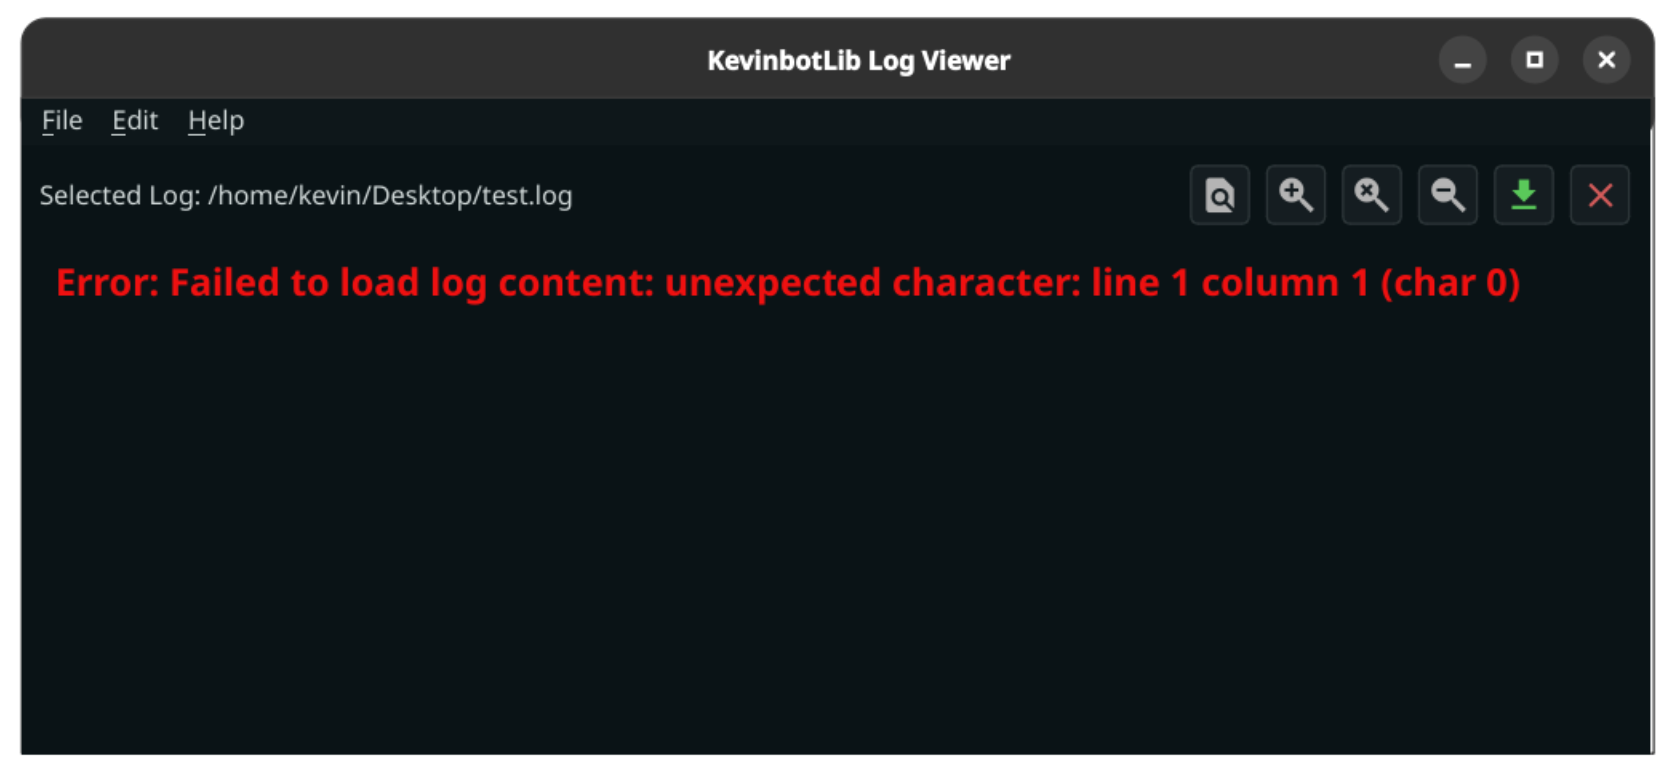 KevinbotLib Log Viewer
File Edit Help
Selected Log: /home/kevin/Desktop/test.log
Error: Failed to load log content: unexpected character: line 1 column 1 (char 0)